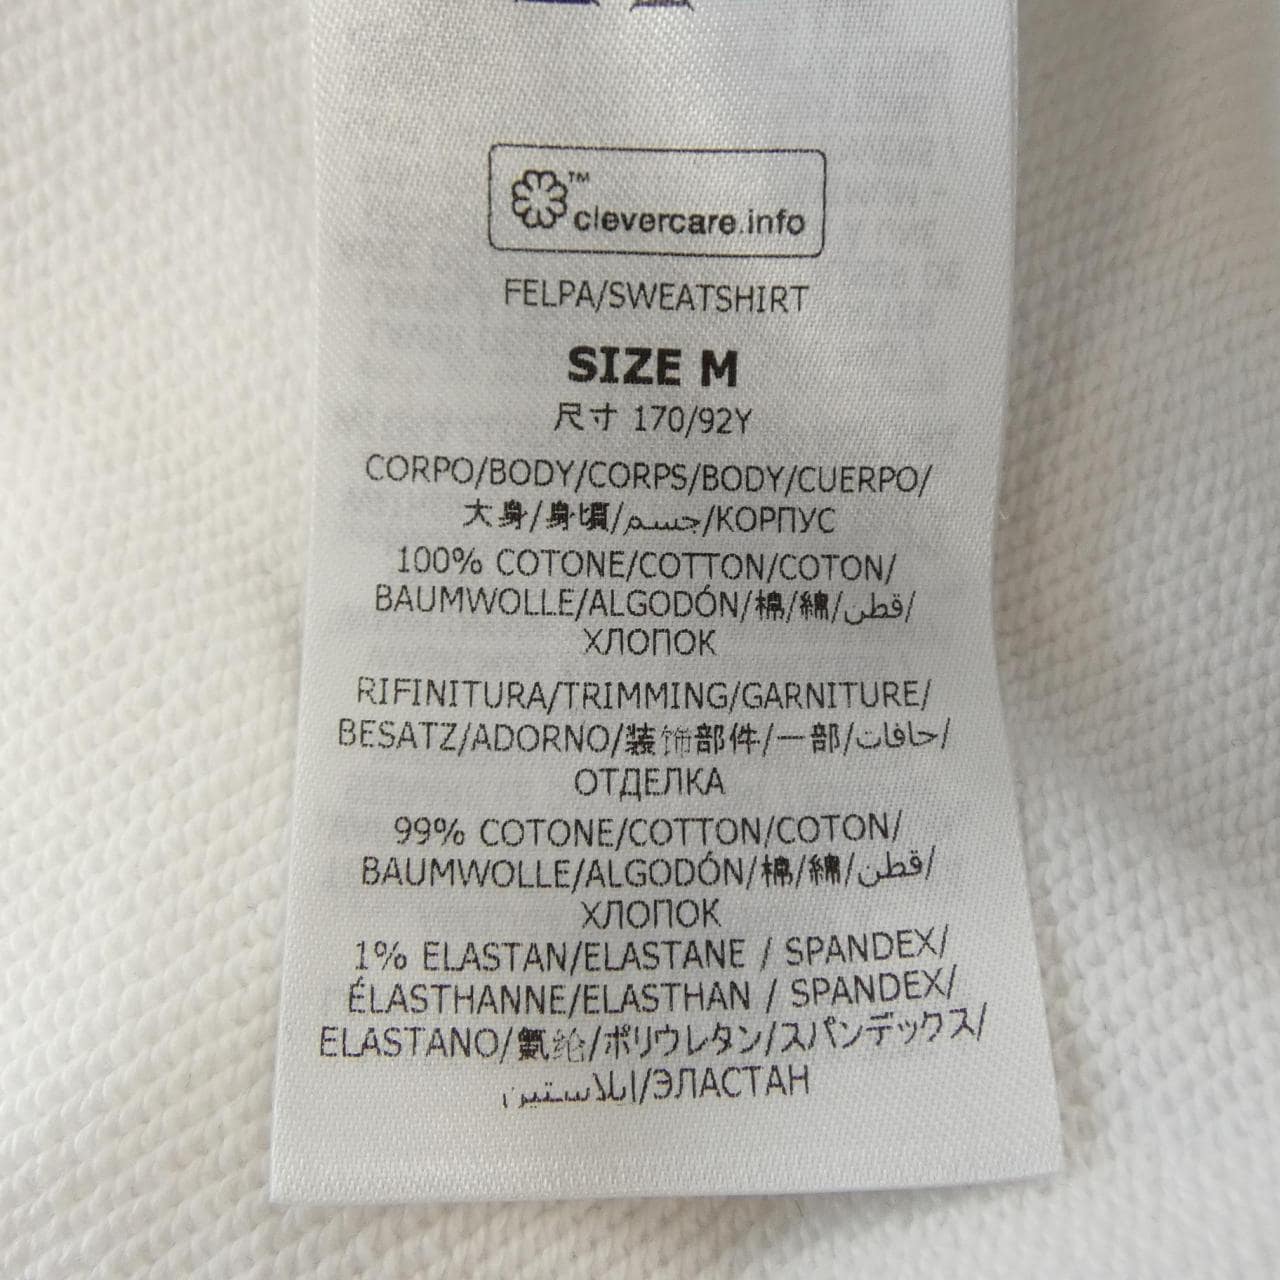 ™
clevercare.info
FELPA/SWEATSHIRT
SIZE M
尺寸 170/92Y
CORPO/BODY/CORPS/BODY/CUERPO/
大身/身頃/جسم/КОРПУС
100% COTONE/COTTON/COTON/
BAUMWOLLE/ALGODÓN/棉/綿/قطن/
ХЛОПОК
RIFINITURA/TRIMMING/GARNITURE/
BESATZ/ADORNO/装饰部件/一部/حافات/
ОТДЕЛКА
99% COTONE/COTTON/COTON/
BAUMWOLLE/ALGODÓN/棉/綿/قطن/
ХЛОПОК
1% ELASTAN/ELASTANE / SPANDEX/
ÉLASTHANNE/ELASTHAN / SPANDEX/
ELASTANO/氨纶/ポリウレタン/スパンデックス/
ايلاستين/ЭЛАСТАН